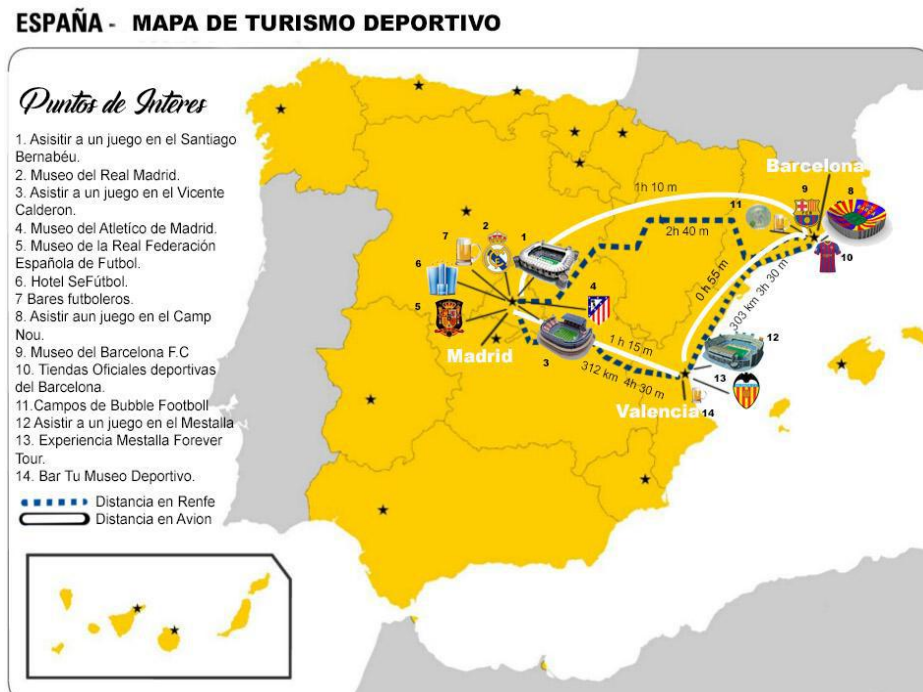 ESPAÑA - MAPA DE TURISMO DEPORTIVO
Puntos de Interes
1. Asisitir a un juego en el Santiago
Bernabéu.
2. Museo del Real Madrid.
3. Asistir a un juego en el Vicente
Calderon.
4. Museo del Atletíco de Madrid.
5. Museo de la Real Federación
Española de Futbol.
6. Hotel SeFútbol.
7 Bares futboleros.
8. Asistir aun juego en el Camp
Nou.
9. Museo del Barcelona F.C
10. Tiendas Oficiales deportivas
del Barcelona.
11.Campos de Bubble Footboll
12 Asistir a un juego en el Mestalla
13. Experiencia Mestalla Forever
Tour.
14. Bar Tu Museo Deportivo.
Distancia en Renfe
Distancia en Avion
Barcelona
1h 10 m
9
8
11
2h 40 m
10
7
2
1
6
4
5
0 h 55 m
303 km 3h 30 m
Madrid
3
1 h 15 m
312 km 4h 30 m
12
13
Valencia
14